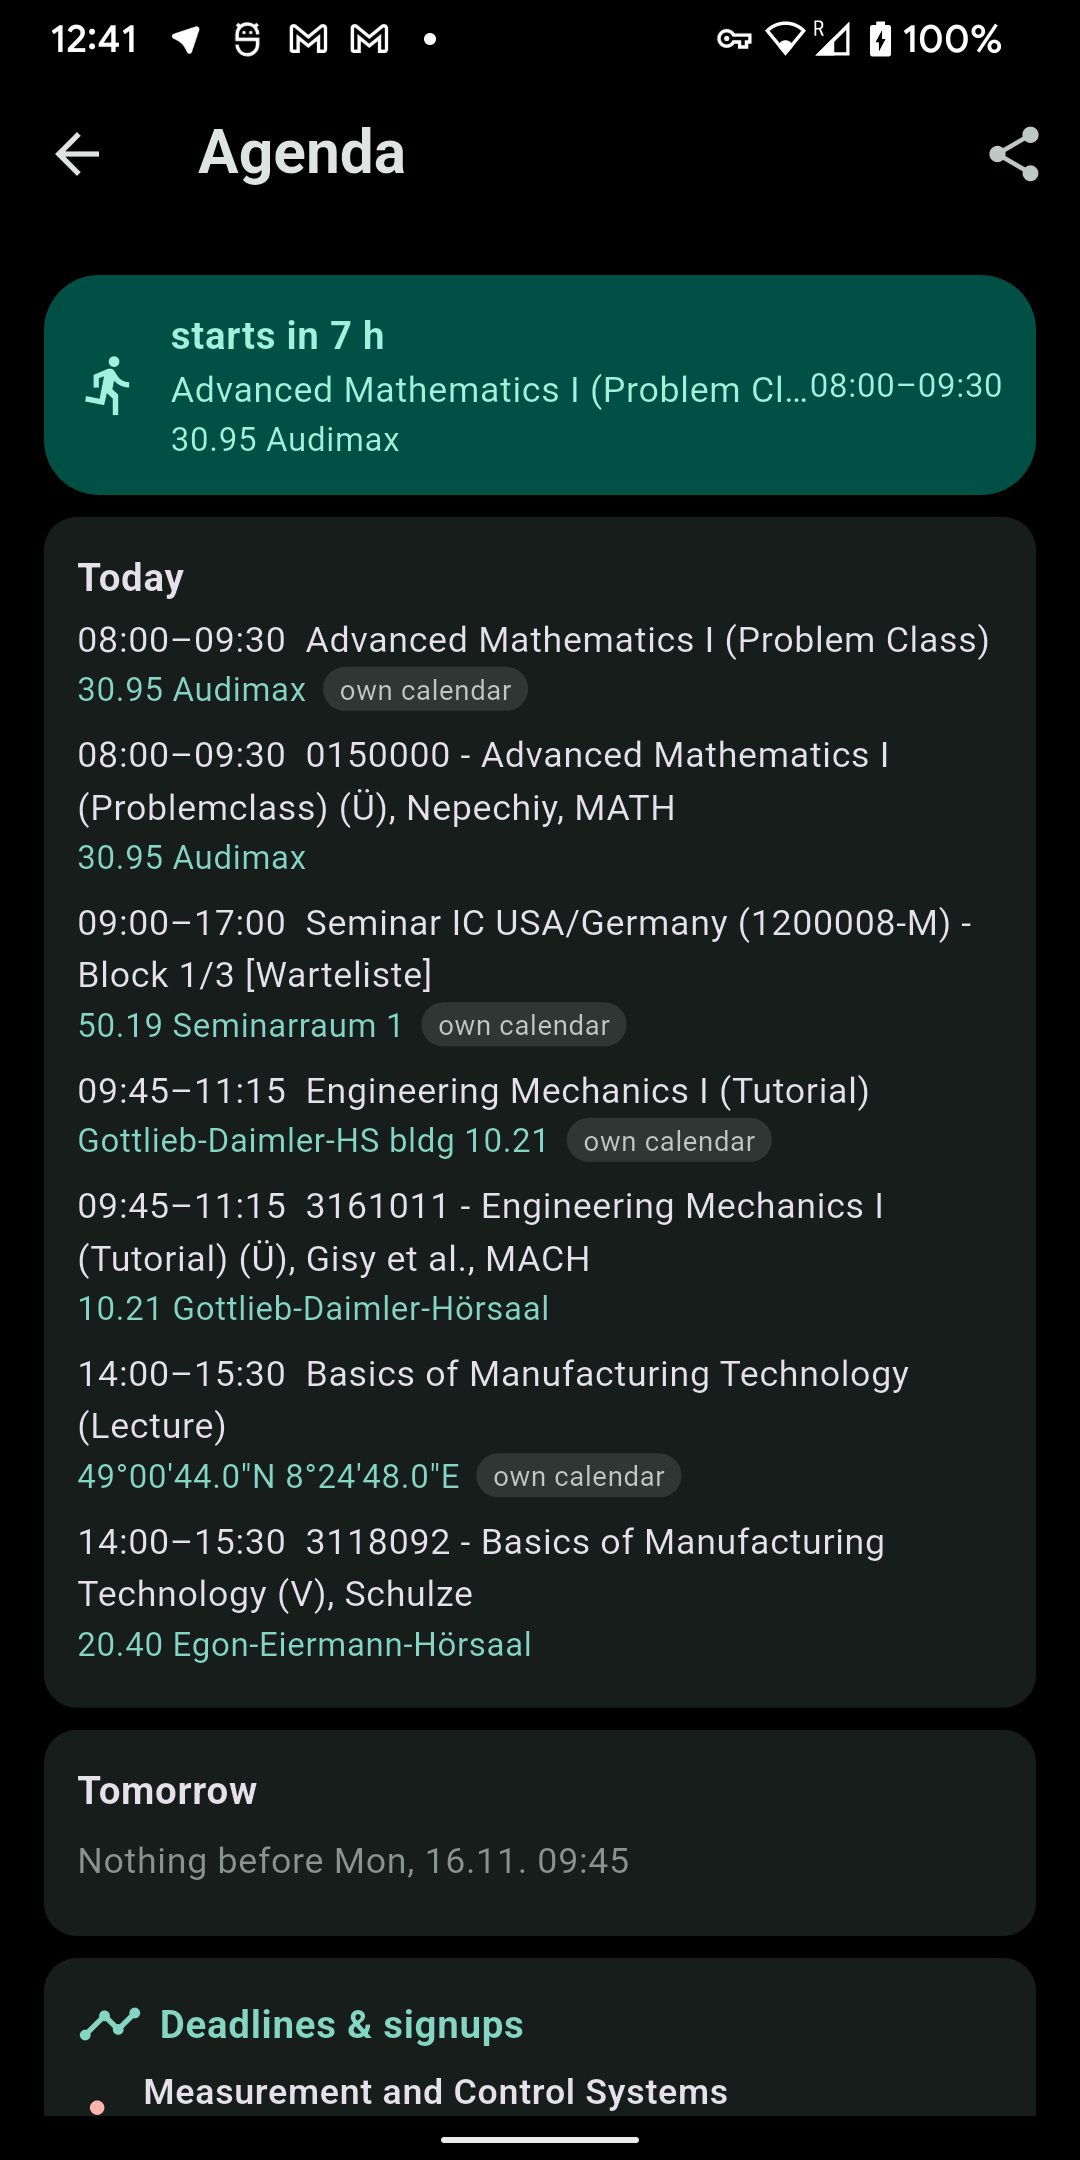 12:41
R
100%
Agenda
starts in 7 h
Advanced Mathematics I (Problem Cl... 08:00–09:30
30.95 Audimax
Today
08:00–09:30 Advanced Mathematics I (Problem Class)
30.95 Audimax own calendar
08:00–09:30 0150000 - Advanced Mathematics I
(Problemclass) (Ü), Nepechiy, MATH
30.95 Audimax
09:00–17:00 Seminar IC USA/Germany (1200008-M) -
Block 1/3 [Warteliste]
50.19 Seminarraum 1 own calendar
09:45–11:15 Engineering Mechanics I (Tutorial)
Gottlieb-Daimler-HS bldg 10.21 own calendar
09:45–11:15 3161011 - Engineering Mechanics I
(Tutorial) (Ü), Gisy et al., MACH
10.21 Gottlieb-Daimler-Hörsaal
14:00–15:30 Basics of Manufacturing Technology
(Lecture)
49°00'44.0"N 8°24'48.0"E own calendar
14:00–15:30 3118092 - Basics of Manufacturing
Technology (V), Schulze
20.40 Egon-Eiermann-Hörsaal
Tomorrow
Nothing before Mon, 16.11. 09:45
Deadlines & signups
Measurement and Control Systems